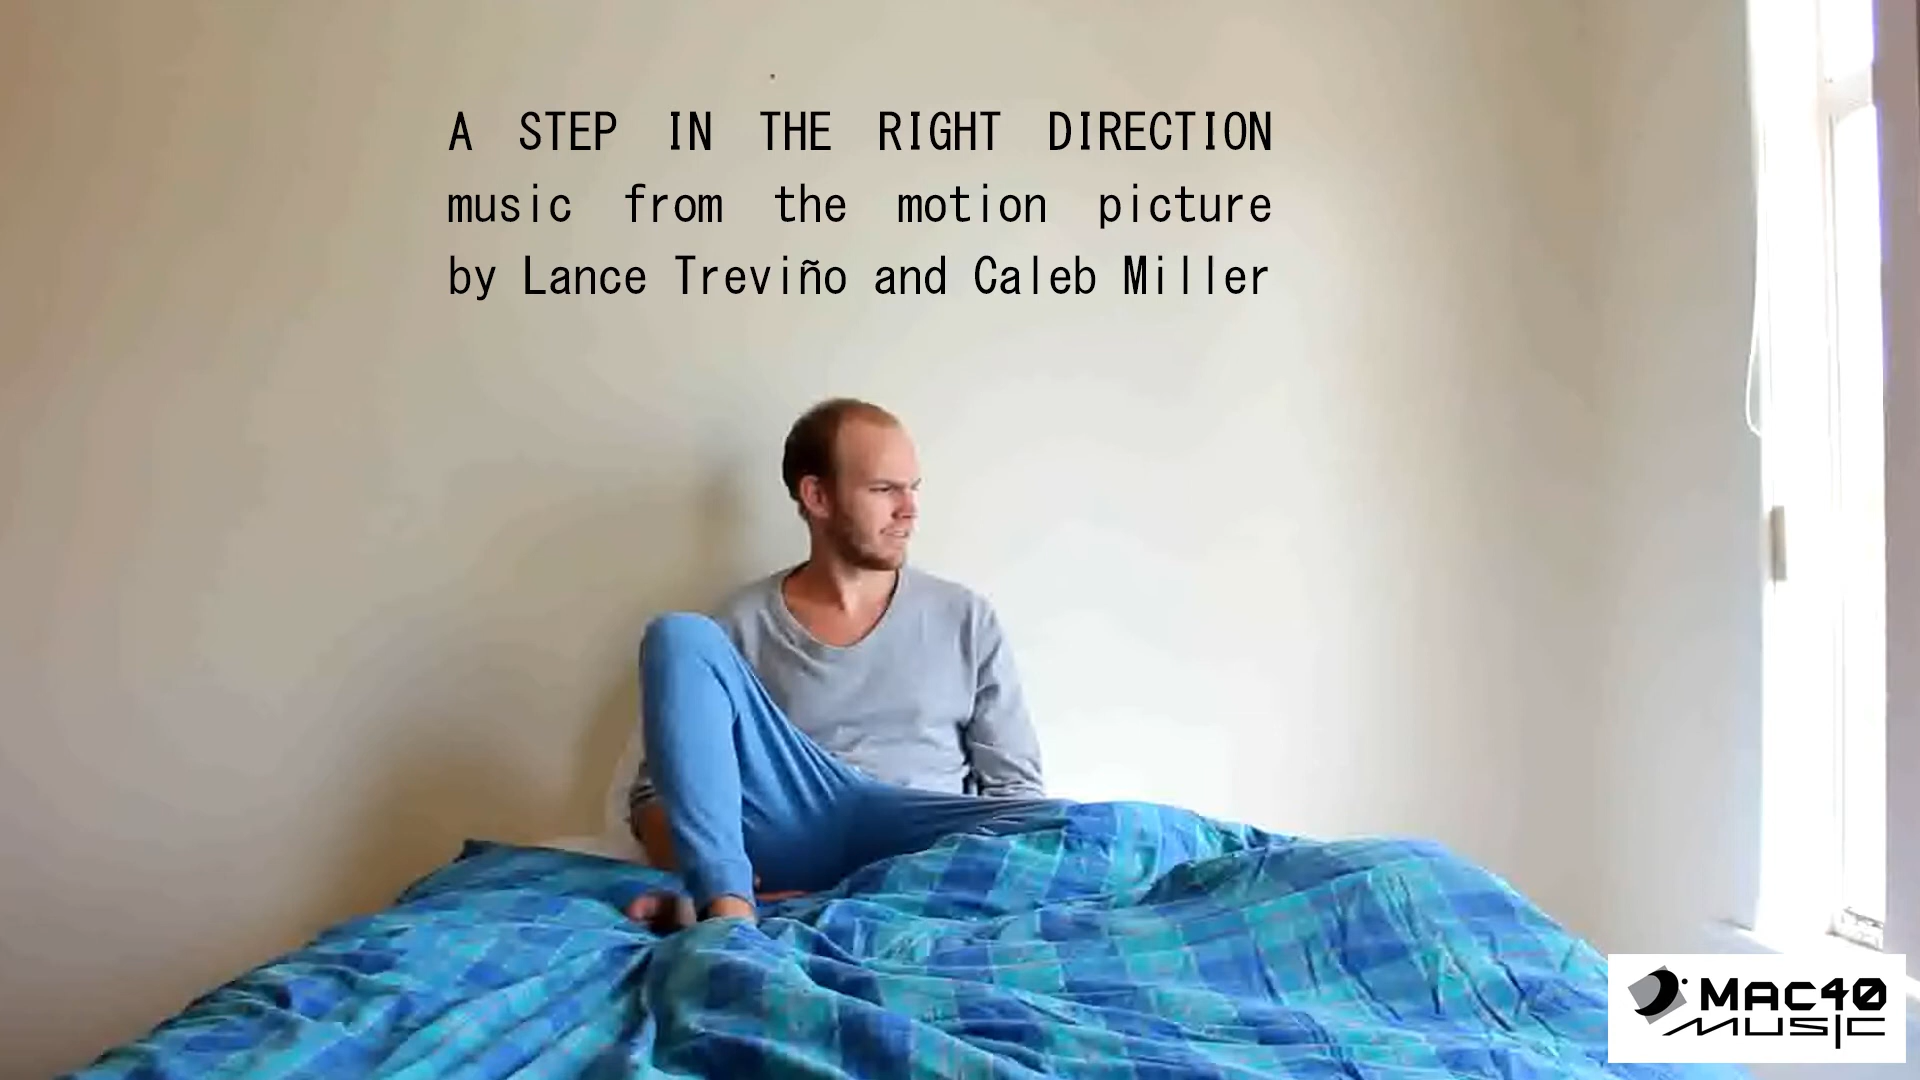 A STEP IN THE RIGHT DIRECTION
music from the motion picture
by Lance Treviño and Caleb Miller
MAC40
MUSIC